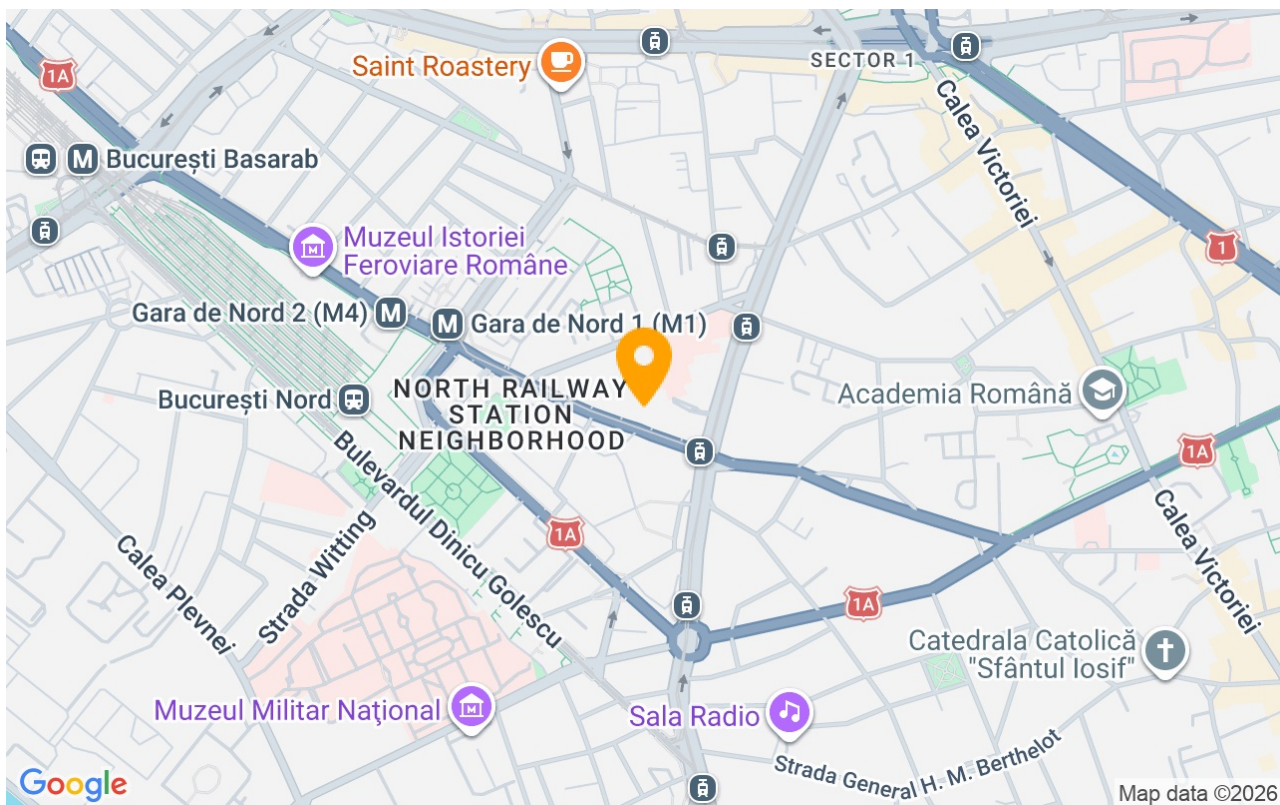 1A
Saint Roastery
SECTOR 1
M
București Basarab
Calea Victoriei
Muzeul Istoriei
Feroviare Române
1
Gara de Nord 2 (M4)
M
M
Gara de Nord 1 (M1)
București Nord
NORTH RAILWAY
STATION
NEIGHBORHOOD
Academia Română
1A
Bulevardul Dinicu Golescu
1A
Calea Plevnei
Strada Witting
Calea Victoriei
1A
Catedrala Catolică
"Sfântul Iosif"
Muzeul Militar Naţional
Sala Radio
Strada General H. M. Berthelot
Google
Map data ©2026